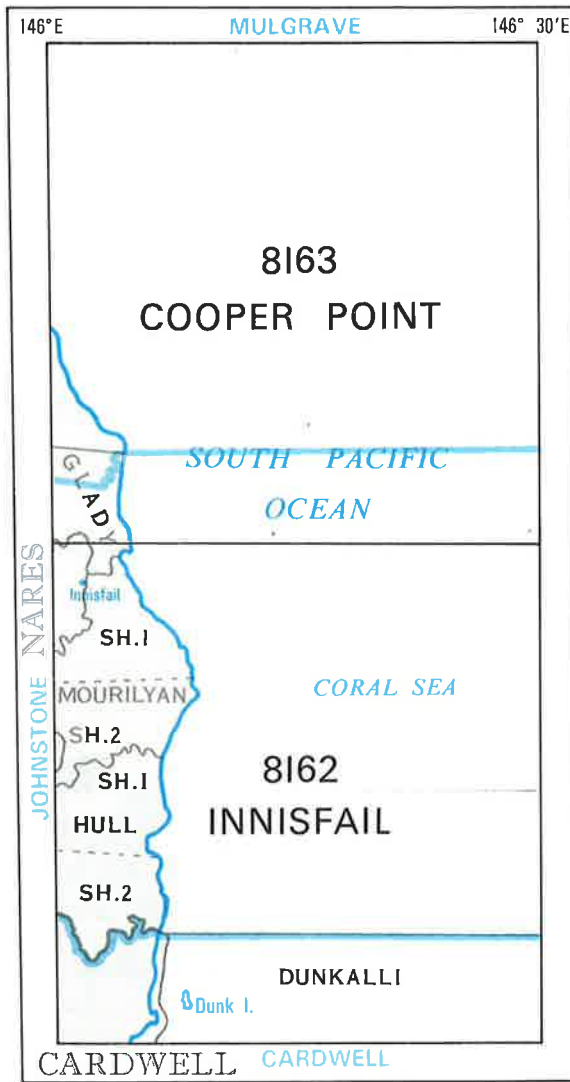 146°E MULGRAVE 146° 30'E
8163
COOPER POINT
GLADY
SOUTH PACIFIC
OCEAN
NARES
Innisfail
SH.1
JOHNSTONE
MOURILYAN
CORAL SEA
SH.2
SH.1
8162
INNISFAIL
HULL
SH.2
DUNKALLI
Dunk I.
CARDWELL CARDWELL